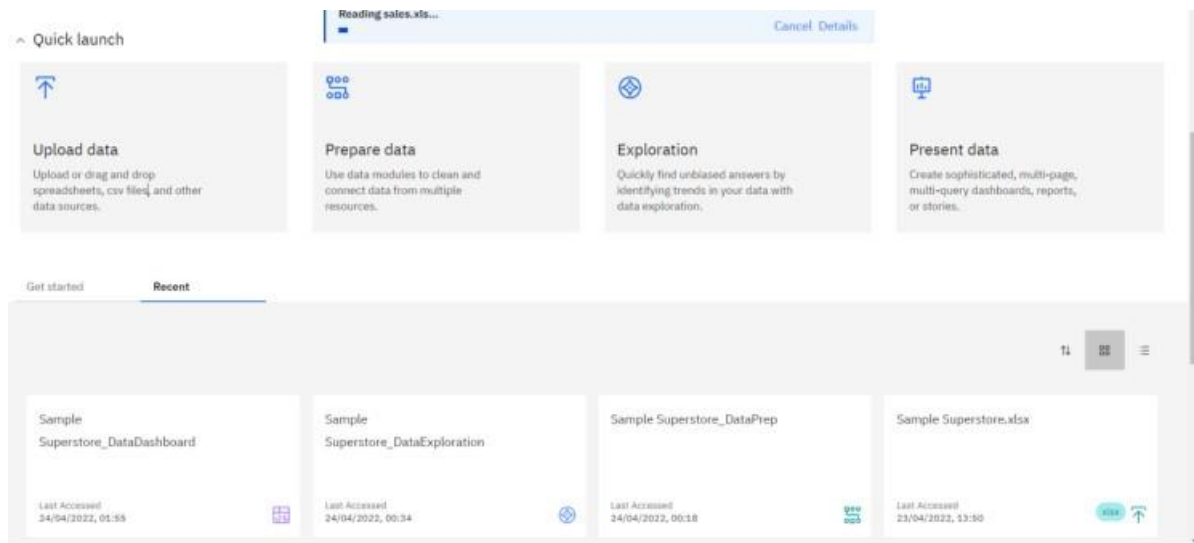 Reading sales.xls...
Cancel Details
Quick launch
Upload data
Upload or drag and drop
spreadsheets, csv files, and other
data sources.
Prepare data
Use data modules to clean and
connect data from multiple
resources.
Exploration
Quickly find unbiased answers by
identifying trends in your data with
data exploration.
Present data
Create sophisticated, multi-page,
multi-query dashboards, reports,
or stories.
Get started
Recent
Sample
Superstore_DataDashboard
Last Accessed
24/04/2022, 01:55
Sample
Superstore_DataExploration
Last Accessed
24/04/2022, 00:34
Sample Superstore_DataPrep
Last Accessed
24/04/2022, 00:18
Sample Superstore.xlsx
Last Accessed
23/04/2022, 13:50
xlsx